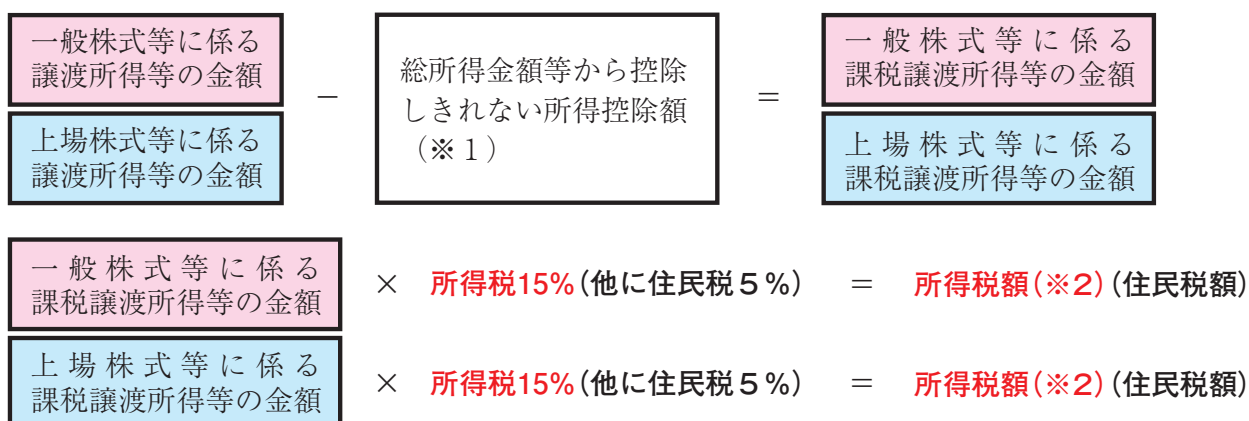 一般株式等に係る
譲渡所得等の金額
上場株式等に係る
譲渡所得等の金額
－
総所得金額等から控除
しきれない所得控除額
（※１）
＝
一般株式等に係る
課税譲渡所得等の金額
上場株式等に係る
課税譲渡所得等の金額
一般株式等に係る
課税譲渡所得等の金額
× 所得税15%(他に住民税５%) ＝ 所得税額(※2)(住民税額)
上場株式等に係る
課税譲渡所得等の金額
× 所得税15%(他に住民税５%) ＝ 所得税額(※2)(住民税額)